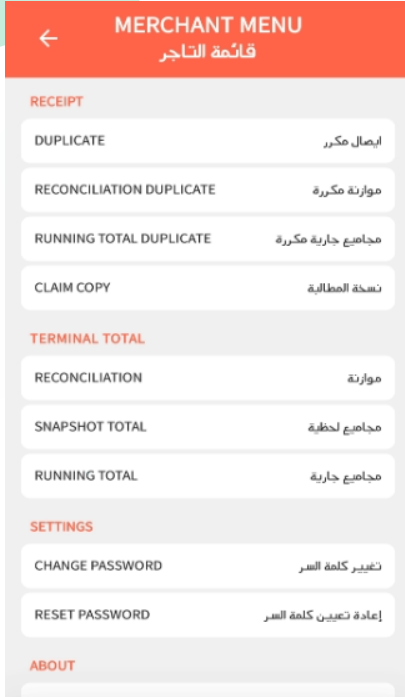 MERCHANT MENU
قائمة التاجر
RECEIPT
DUPLICATE ايصال مكرر
RECONCILIATION DUPLICATE موازنة مكررة
RUNNING TOTAL DUPLICATE مجاميع جارية مكررة
CLAIM COPY نسخة المطالبة
TERMINAL TOTAL
RECONCILIATION موازنة
SNAPSHOT TOTAL مجاميع لحظية
RUNNING TOTAL مجاميع جارية
SETTINGS
CHANGE PASSWORD تغيير كلمة السر
RESET PASSWORD إعادة تعيين كلمة السر
ABOUT